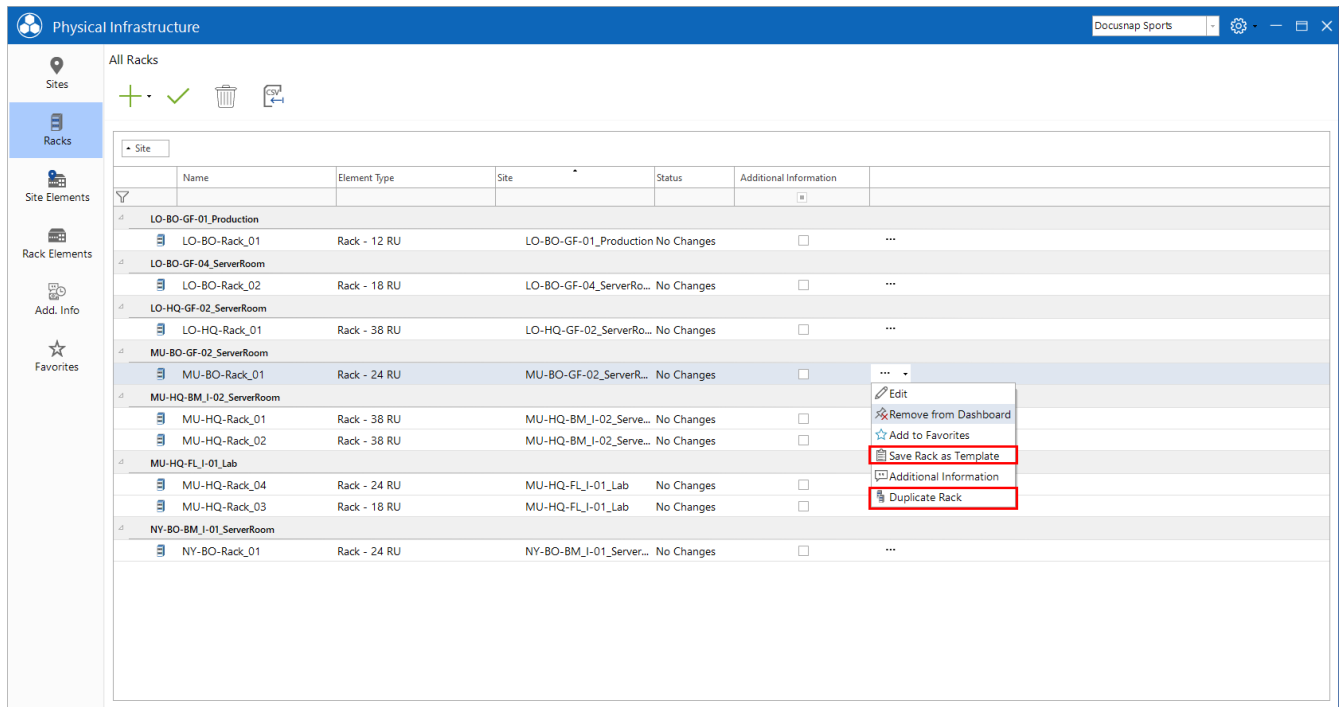 Physical Infrastructure
Docusnap Sports
Sites
Racks
Site Elements
Rack Elements
Add. Info
Favorites
All Racks
CSV
Site
Name Element Type Site Status Additional Information
LO-BO-GF-01_Production
LO-BO-Rack_01 Rack - 12 RU LO-BO-GF-01_Production No Changes ...
LO-BO-GF-04_ServerRoom
LO-BO-Rack_02 Rack - 18 RU LO-BO-GF-04_ServerRo... No Changes ...
LO-HQ-GF-02_ServerRoom
LO-HQ-Rack_01 Rack - 38 RU LO-HQ-GF-02_ServerRo... No Changes ...
MU-BO-GF-02_ServerRoom
MU-BO-Rack_01 Rack - 24 RU MU-BO-GF-02_ServerR... No Changes ...
MU-HQ-BM_I-02_ServerRoom
MU-HQ-Rack_01 Rack - 38 RU MU-HQ-BM_I-02_Serve... No Changes
MU-HQ-Rack_02 Rack - 38 RU MU-HQ-BM_I-02_Serve... No Changes
MU-HQ-FL_I-01_Lab
MU-HQ-Rack_04 Rack - 24 RU MU-HQ-FL_I-01_Lab No Changes
MU-HQ-Rack_03 Rack - 18 RU MU-HQ-FL_I-01_Lab No Changes
NY-BO-BM_I-01_ServerRoom
NY-BO-Rack_01 Rack - 24 RU NY-BO-BM_I-01_Server... No Changes ...
Edit
Remove from Dashboard
Add to Favorites
Save Rack as Template
Additional Information
Duplicate Rack